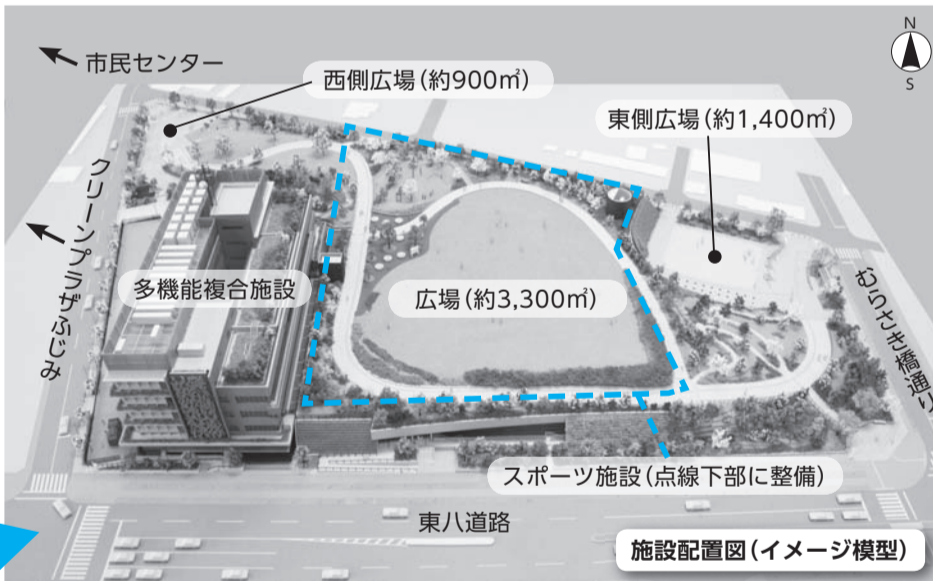 市民センター
西側広場(約900㎡)
N
S
東側広場(約1,400㎡)
クリーンプラザふじみ
多機能複合施設
広場(約3,300㎡)
むらさき橋通り
スポーツ施設(点線下部に整備)
東八道路
施設配置図(イメージ模型)